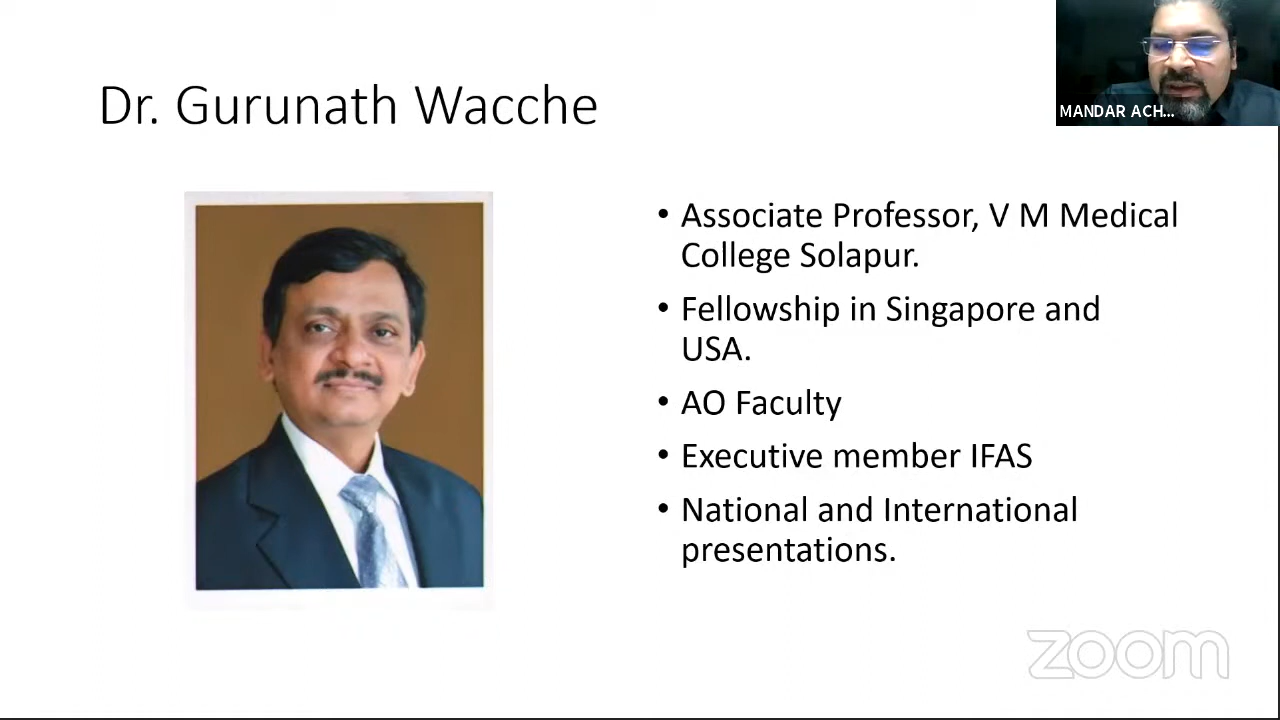 Dr. Gurunath Wacche
MANDAR ACH...
• Associate Professor, V M Medical
College Solapur.
• Fellowship in Singapore and
USA.
• AO Faculty
• Executive member IFAS
• National and International
presentations.
zoom